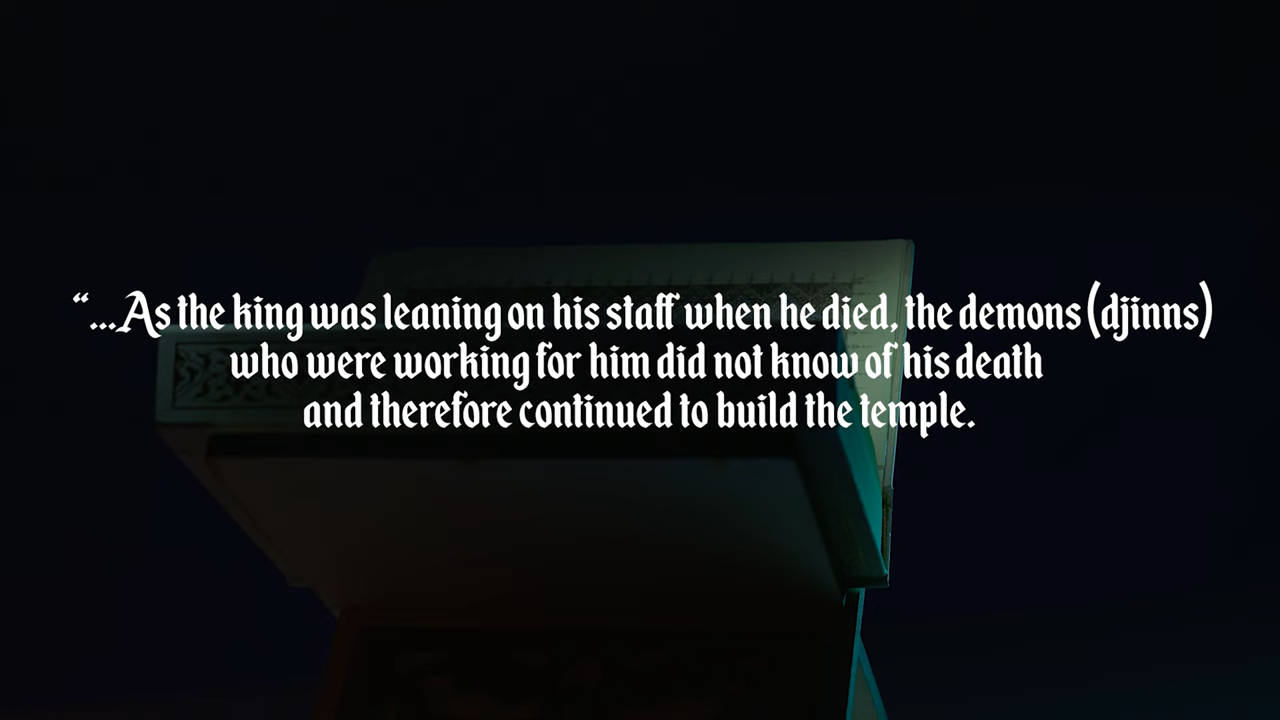 “...As the king was leaning on his staff when he died, the demons (djinns)
who were working for him did not know of his death
and therefore continued to build the temple.